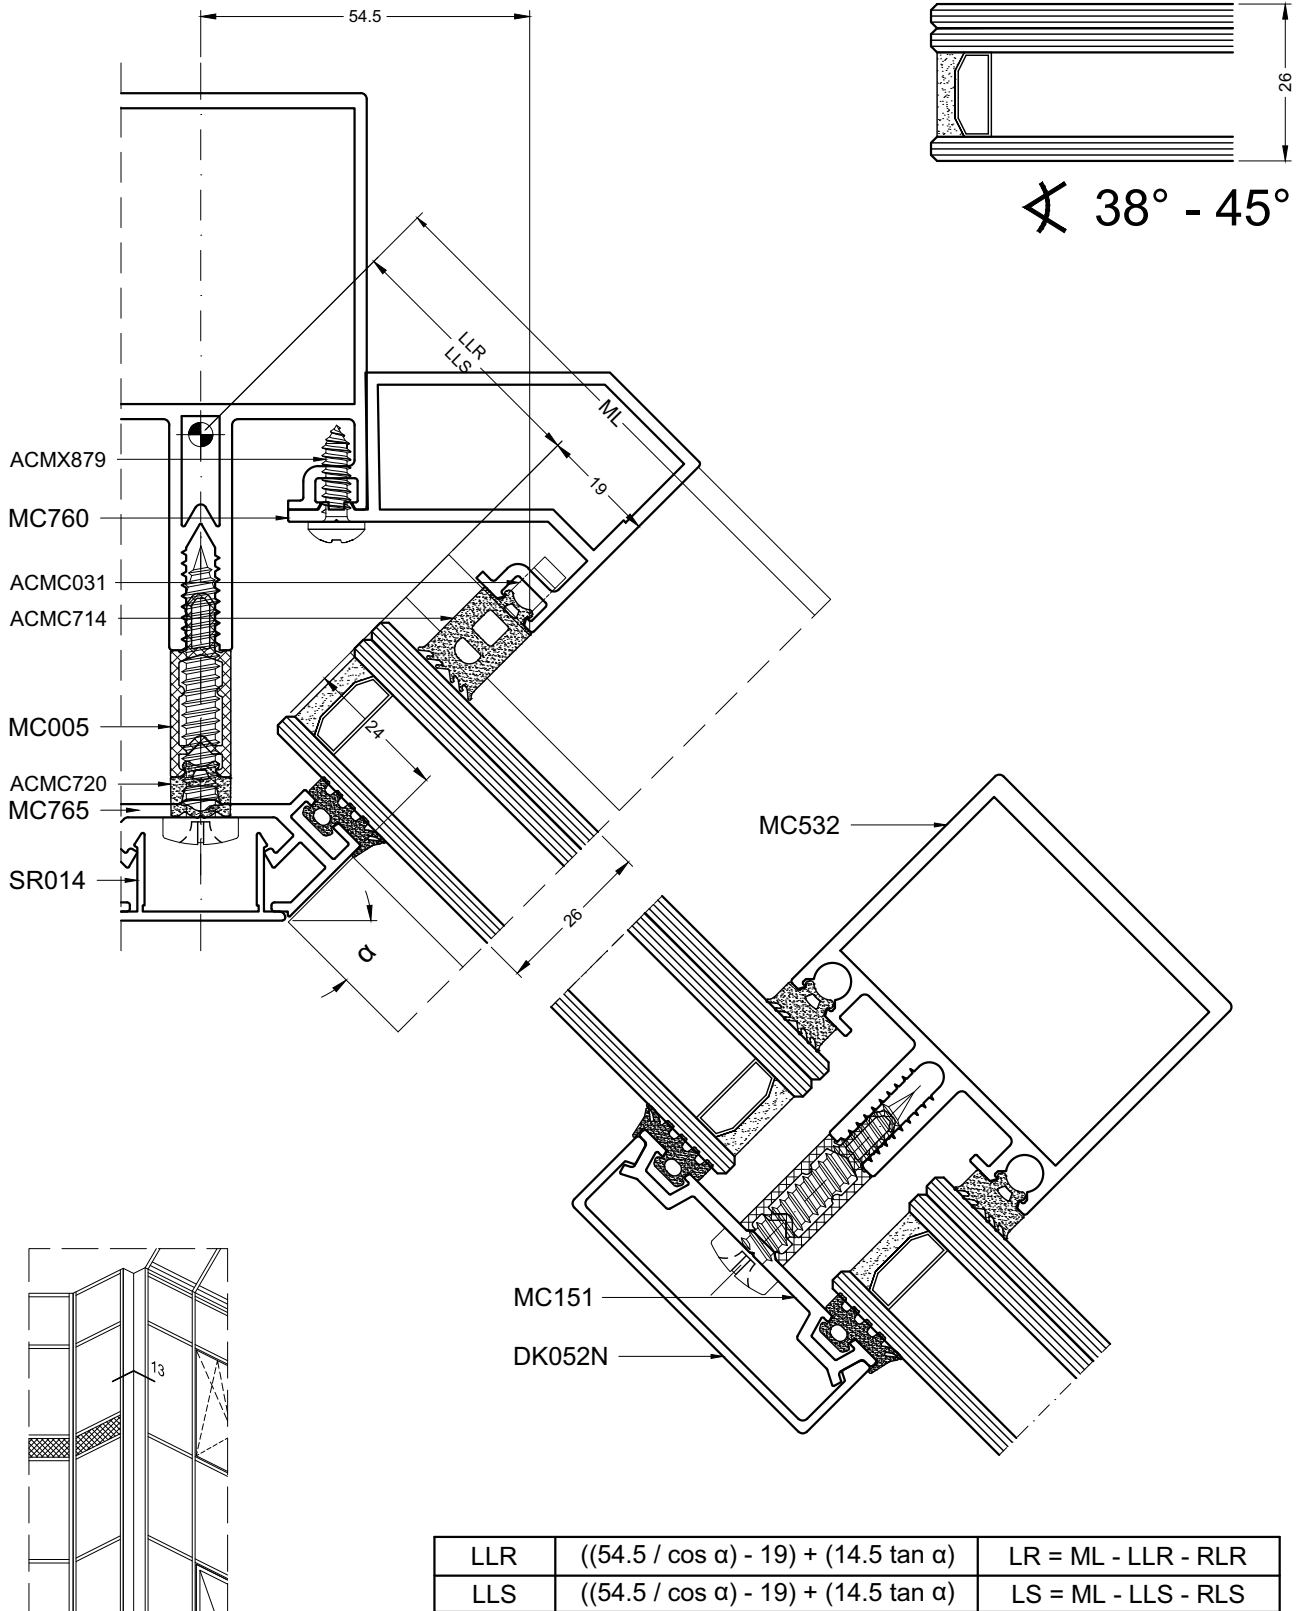 54.5
26
38° - 45°
LLR
LLS
ML
19
ACMX879
MC760
ACMC031
ACMC714
MC005
24
ACMC720
MC765
SR014
26
α
MC532
MC151
DK052N
13
LLR ((54.5 / cos α) - 19) + (14.5 tan α) LR = ML - LLR - RLR
LLS ((54.5 / cos α) - 19) + (14.5 tan α) LS = ML - LLS - RLS